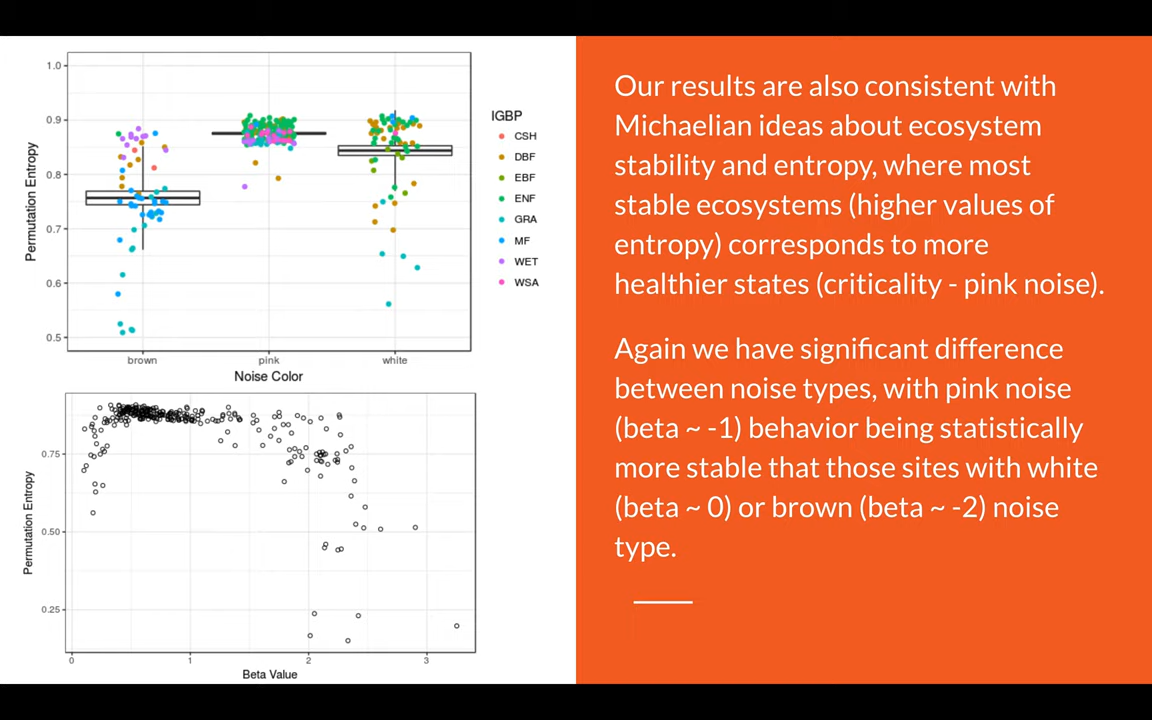 1.0
0.9
0.8
0.7
0.6
0.5
Permutation Entropy
brown pink white
Noise Color
IGBP
CSH
DBF
EBF
ENF
GRA
MF
WET
WSA
0.75
0.50
0.25
Permutation Entropy
0 1 2 3
Beta Value
Our results are also consistent with
Michaelian ideas about ecosystem
stability and entropy, where most
stable ecosystems (higher values of
entropy) corresponds to more
healthier states (criticality - pink noise).
Again we have significant difference
between noise types, with pink noise
(beta ~ -1) behavior being statistically
more stable that those sites with white
(beta ~ 0) or brown (beta ~ -2) noise
type.